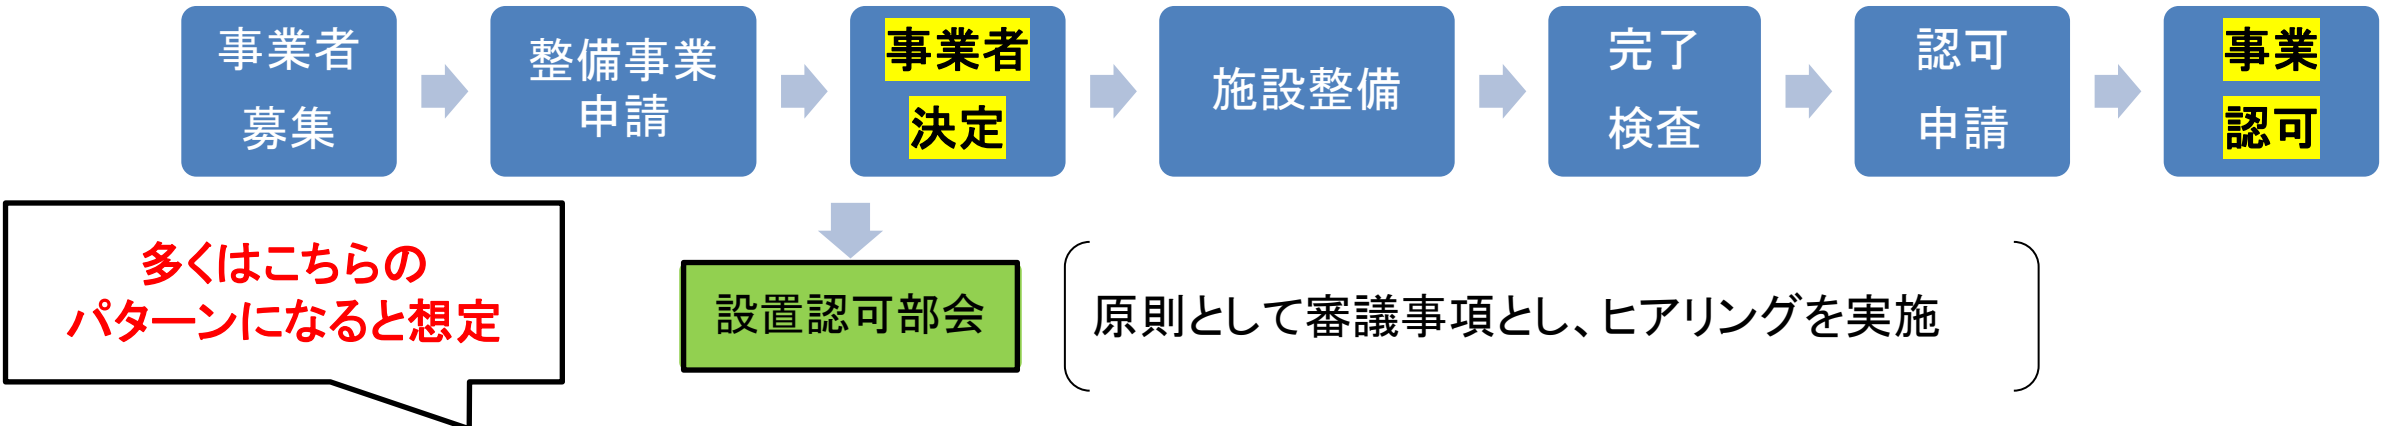 事業者
募集
整備事業
申請
事業者
決定
施設整備
完了
検査
認可
申請
事業
認可
多くはこちらの
パターンになると想定
設置認可部会
原則として審議事項とし、ヒアリングを実施